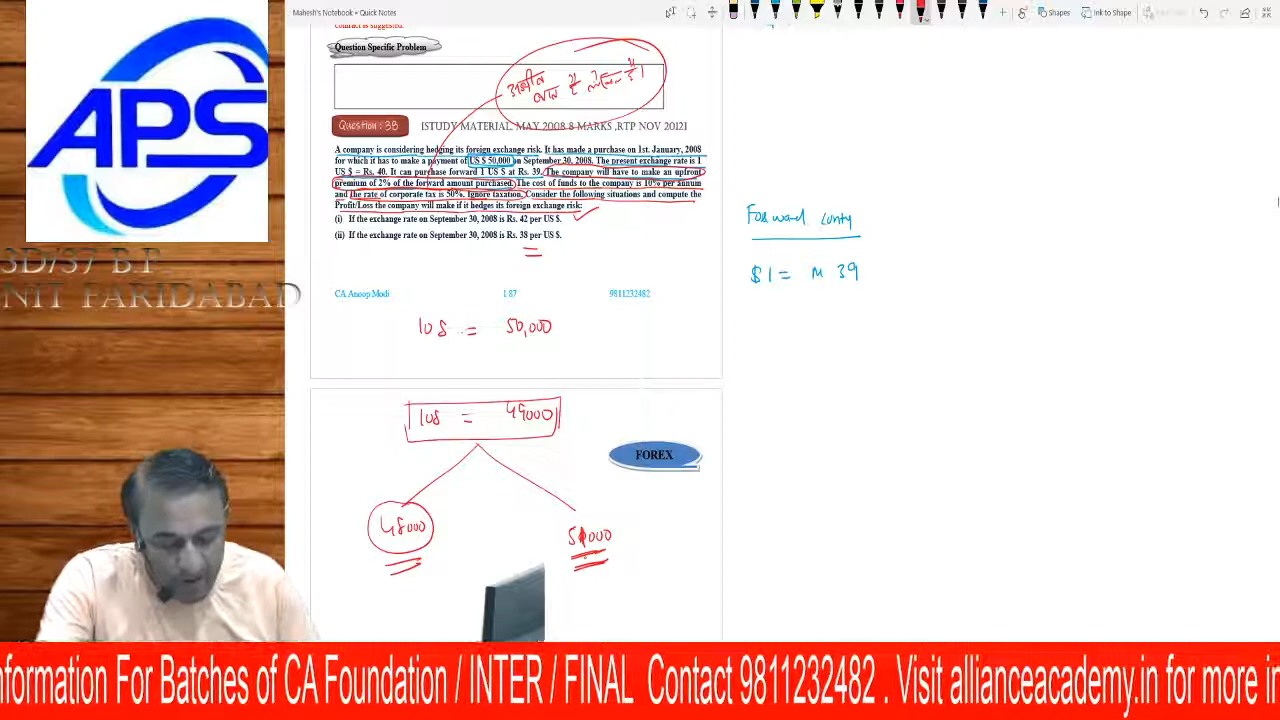 Mahesh's Notebook • Quick Notes
Insert Space
Shapes
Ink to Shape
contract is suggested.
Question Specific Problem
APS
Question : 38
[STUDY MATERIAL, MAY 2008 8 MARKS ,RTP NOV 2012]
A company is considering hedging its foreign exchange risk. It has made a purchase on 1st. January, 2008
for which it has to make a payment of US $ 50,000 on September 30, 2008. The present exchange rate is 1
US $ = Rs. 40. It can purchase forward 1 US $ at Rs. 39. The company will have to make an upfront
premium of 2% of the forward amount purchased. The cost of funds to the company is 10% per annum
and the rate of corporate tax is 50%. Ignore taxation. Consider the following situations and compute the
Profit/Loss the company will make if it hedges its foreign exchange risk:
(i) If the exchange rate on September 30, 2008 is Rs. 42 per US $.
(ii) If the exchange rate on September 30, 2008 is Rs. 38 per US $.
Forward
$1 = 39
3D/37 B.P.
NIT FARIDABAD
CA Anoop Modi
1.87
9811232482
108 = 50,000
108 = 49000
FOREX
48000
51000
nformation For Batches of CA Foundation / INTER / FINAL Contact 9811232482 . Visit allianceacademy.in for more in